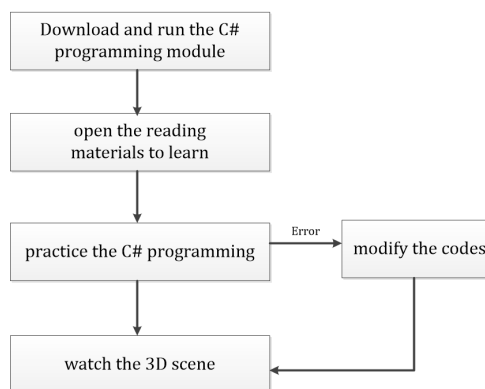 Download and run the C#
programming module
open the reading
materials to learn
practice the C# programming
Error
modify the codes
watch the 3D scene